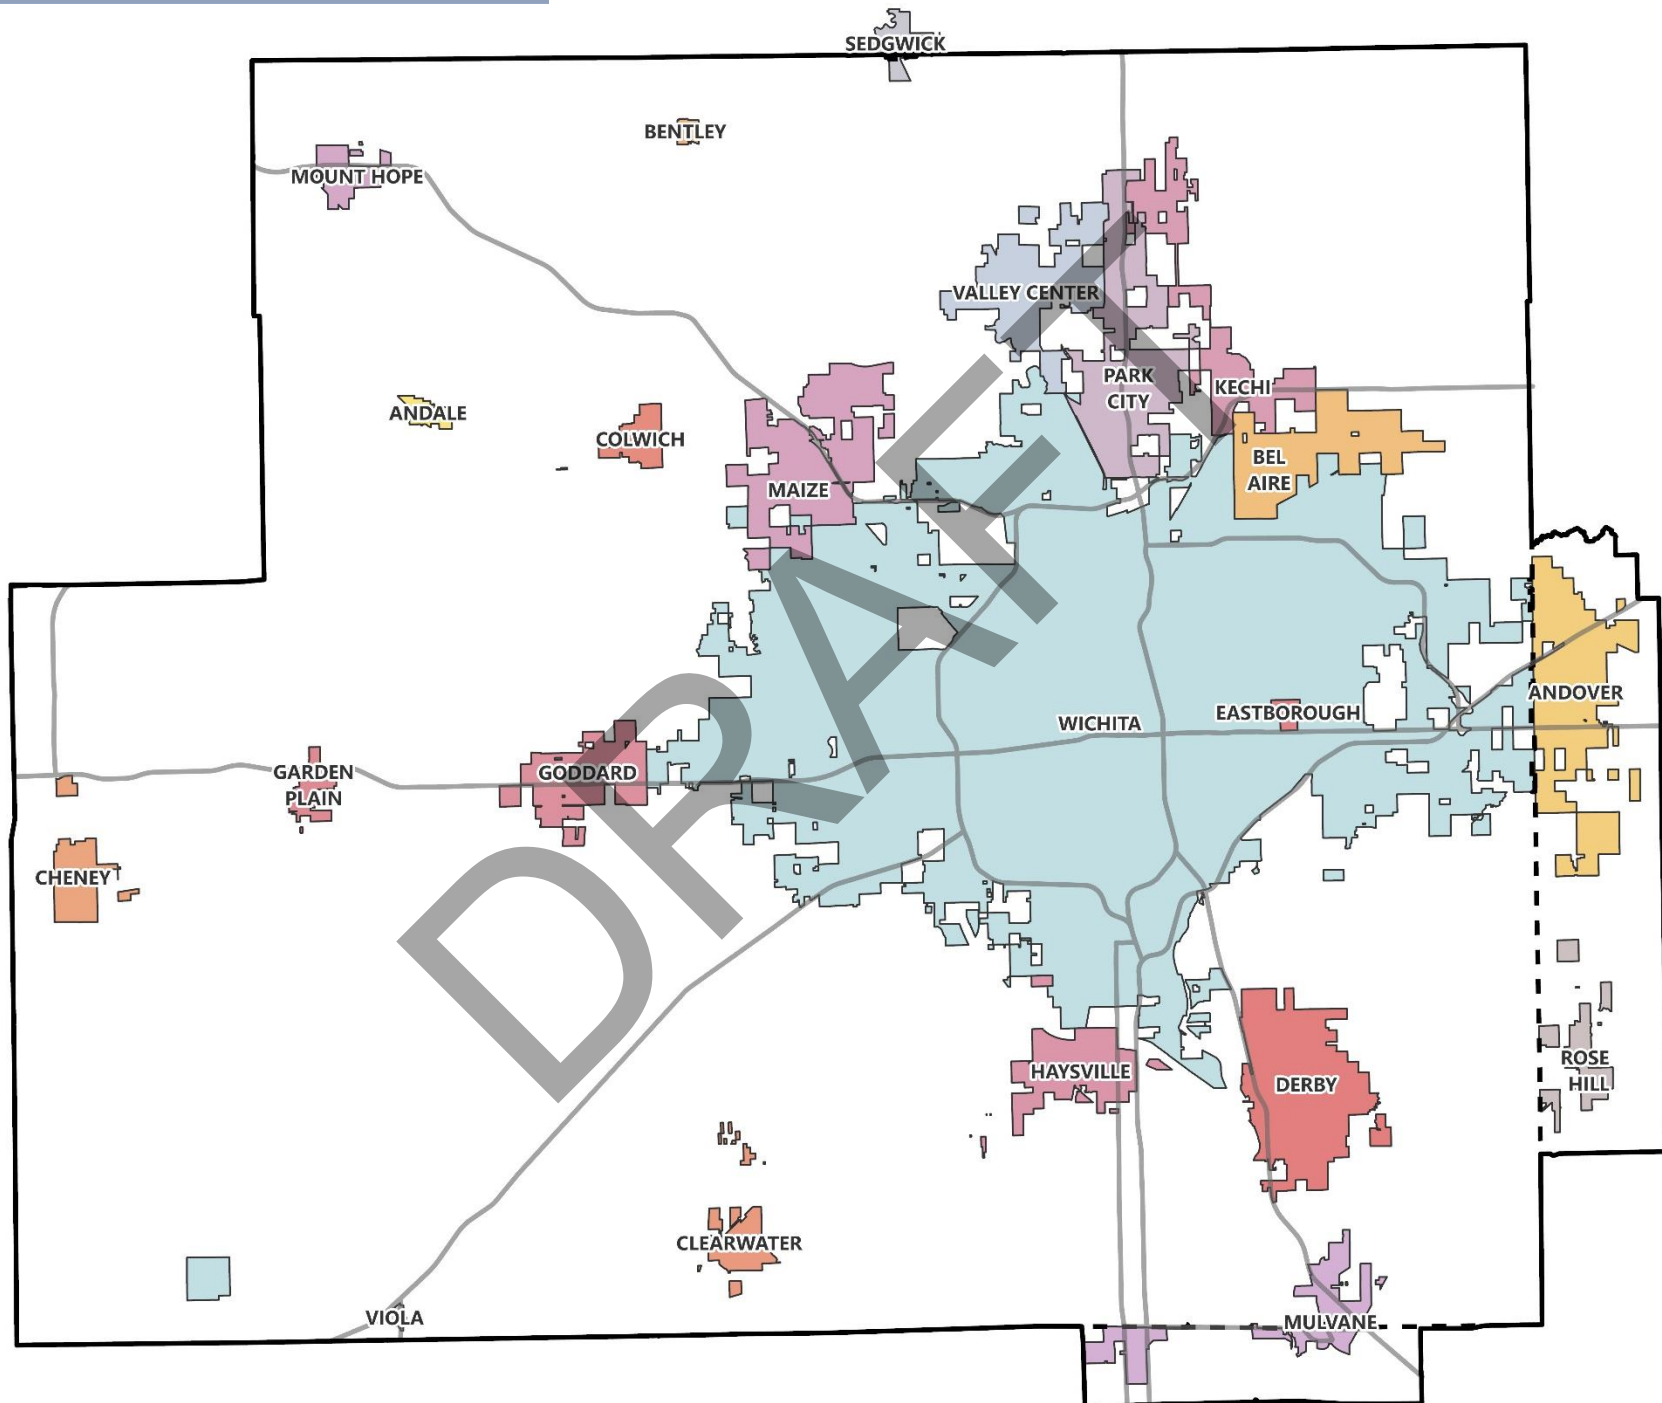 SEDGWICK
BENTLEY
MOUNT HOPE
VALLEY CENTER
PARK
CITY
KECHI
ANDALE
COLWICH
BEL
AIRE
MAIZE
ANDOVER
EASTBOROUGH
WICHITA
GARDEN
PLAIN
GODDARD
CHENEY
DRAFT
ROSE
HILL
HAYSVILLE
DERBY
CLEARWATER
VIOLA
MULVANE